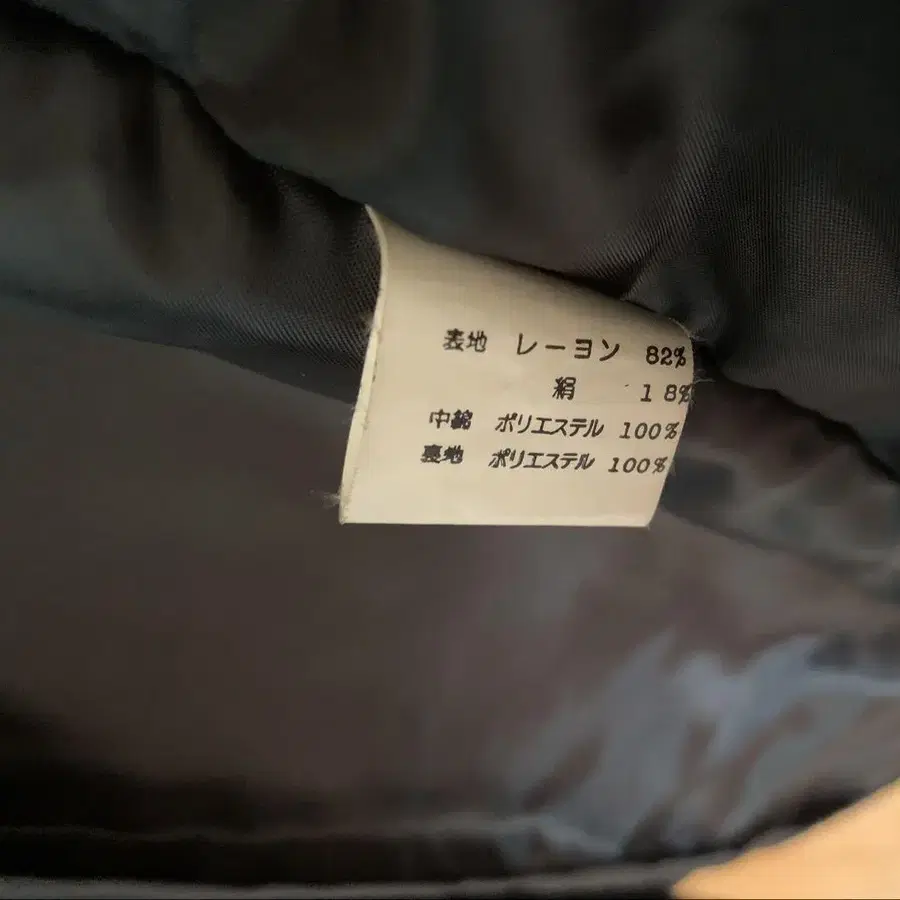 表地 レーヨン 82%
絹 18%
中綿 ポリエステル 100%
裏地 ポリエステル 100%